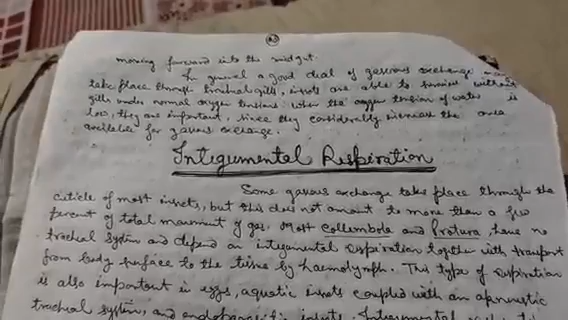 moving forward into the midgut.
In general a good deal of gaseous exchange may
take place through tracheal gills, insects are able to survive without
gills under normal oxygen tensions. When the oxygen tension of water is
low, they are important, since they considerably increase the area
available for gaseous exchange.
Integumental Respiration
Some gaseous exchange takes place through the
cuticle of most insects, but this does not amount to more than a few
percent of total movement of gas. Most collembola and Protura have no
tracheal system and depend on integumental respiration together with transport
from body surface to the tissue by haemolymph. This type of respiration
is also important in eggs, aquatic insects coupled with an apneustic
tracheal system, and endoparasitic insects. Integumental